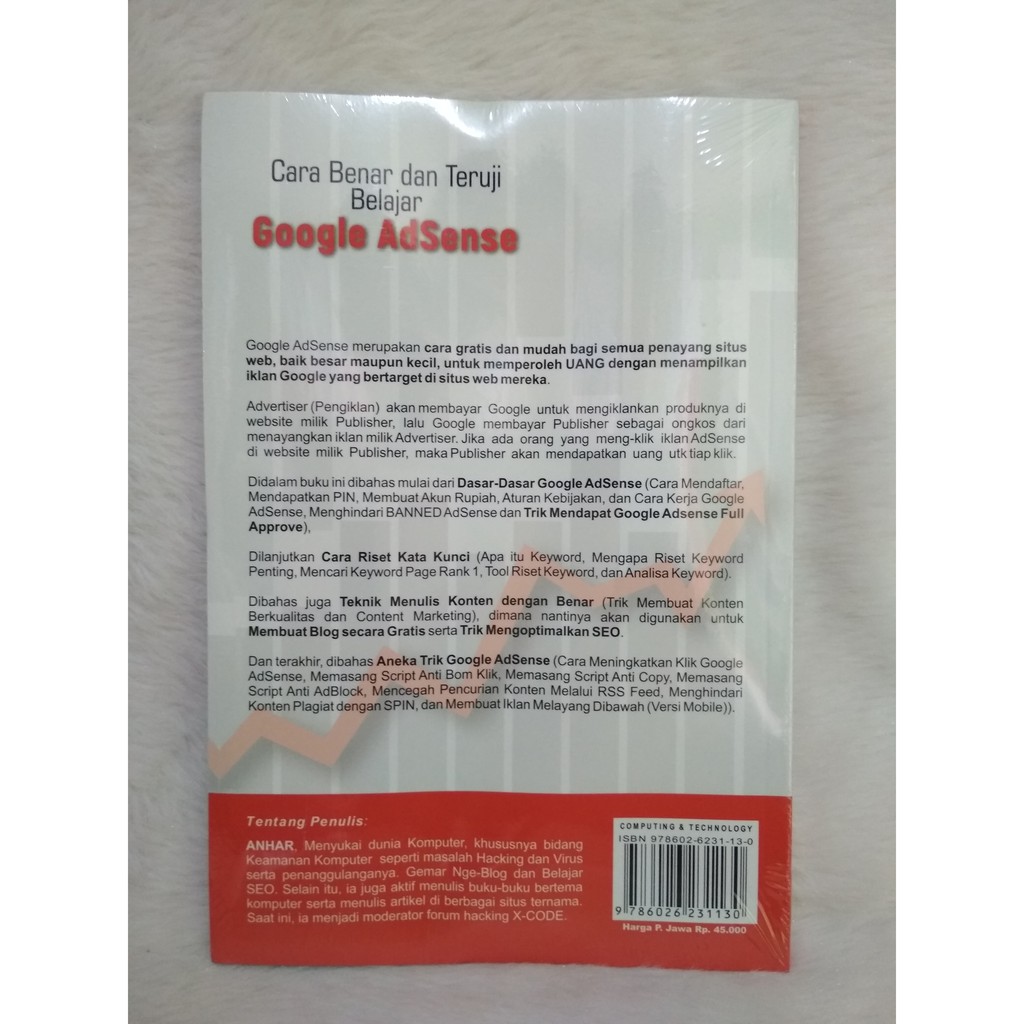 Cara Benar dan Teruji
Belajar
Google AdSense
Google AdSense merupakan cara gratis dan mudah bagi semua penayang situs
web, baik besar maupun kecil, untuk memperoleh UANG dengan menampilkan
iklan Google yang bertarget di situs web mereka.
Advertiser (Pengiklan) akan membayar Google untuk mengiklankan produknya di
website milik Publisher, lalu Google membayar Publisher sebagai ongkos dari
menayangkan iklan milik Advertiser. Jika ada orang yang meng-klik iklan AdSense
di website milik Publisher, maka Publisher akan mendapatkan uang utk tiap klik.
Didalam buku ini dibahas mulai dari Dasar-Dasar Google AdSense (Cara Mendaftar,
Mendapatkan PIN, Membuat Akun Rupiah, Aturan Kebijakan, dan Cara Kerja Google
AdSense, Menghindari BANNED AdSense dan Trik Mendapat Google Adsense Full
Approve),
Dilanjutkan Cara Riset Kata Kunci (Apa itu Keyword, Mengapa Riset Keyword
Penting, Mencari Keyword Page Rank 1, Tool Riset Keyword, dan Analisa Keyword).
Dibahas juga Teknik Menulis Konten dengan Benar (Trik Membuat Konten
Berkualitas dan Content Marketing), dimana nantinya akan digunakan untuk
Membuat Blog secara Gratis serta Trik Mengoptimalkan SEO.
Dan terakhir, dibahas Aneka Trik Google AdSense (Cara Meningkatkan Klik Google
AdSense, Memasang Script Anti Bom Klik, Memasang Script Anti Copy, Memasang
Script Anti AdBlock, Mencegah Pencurian Konten Melalui RSS Feed, Menghindari
Konten Plagiat dengan SPIN, dan Membuat Iklan Melayang Dibawah (Versi Mobile)).
Tentang Penulis:
ANHAR, Menyukai dunia Komputer, khususnya bidang
Keamanan Komputer seperti masalah Hacking dan Virus
serta penanggulanganya. Gemar Nge-Blog dan Belajar
SEO. Selain itu, ia juga aktif menulis buku-buku bertema
komputer serta menulis artikel di berbagai situs ternama.
Saat ini, ia menjadi moderator forum hacking X-CODE.
COMPUTING & TECHNOLOGY
ISBN 978602-6231-13-0
9 786026 231130
Harga P. Jawa Rp. 45.000